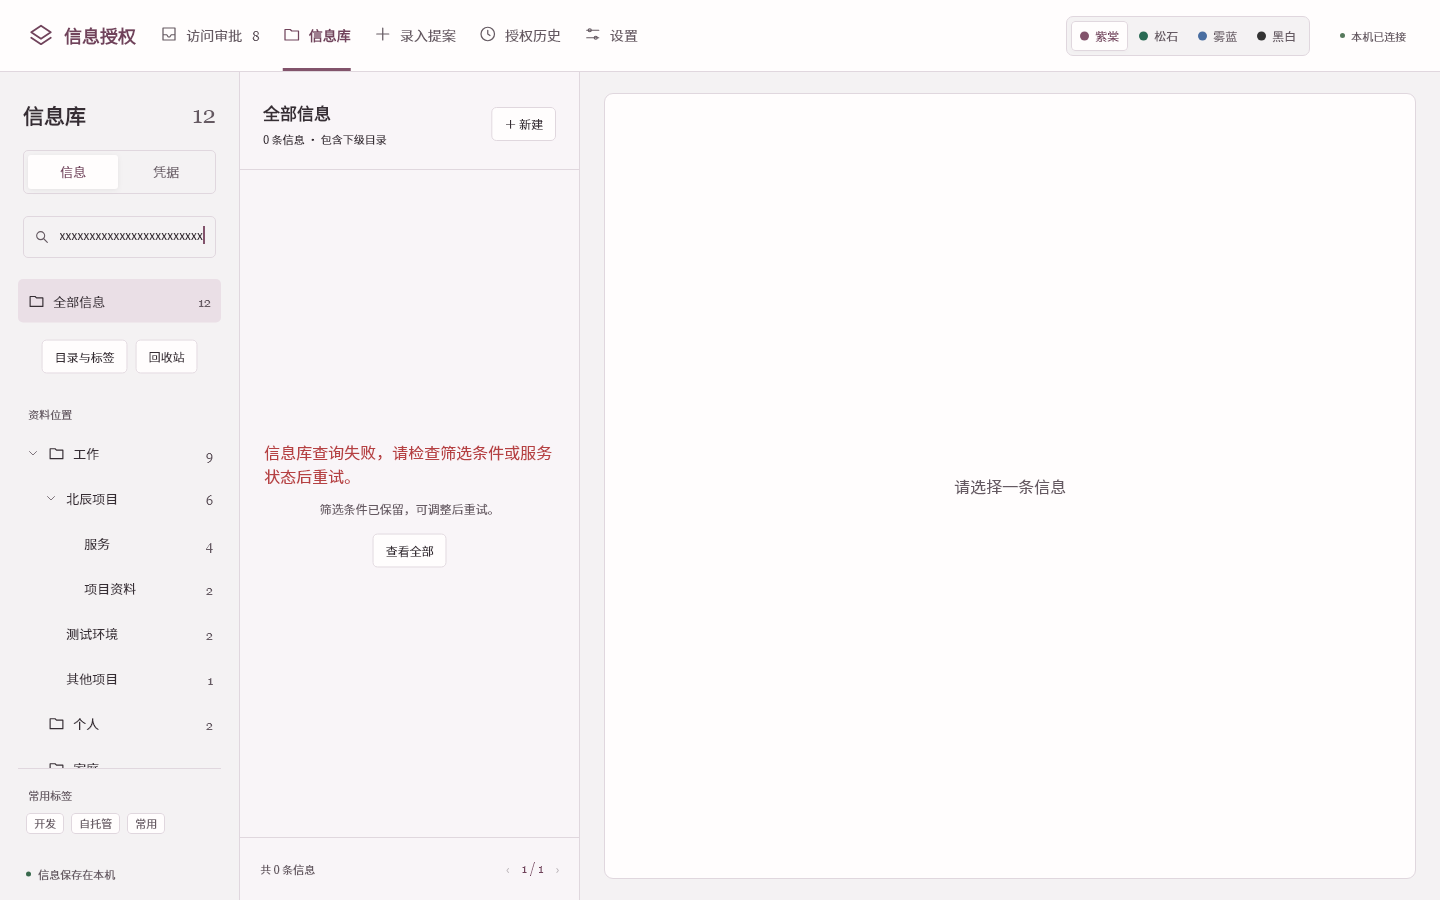 信息授权
访问审批 8
信息库
录入提案
授权历史
设置
紫棠
松石
雾蓝
黑白
本机已连接
信息库 12
信息
凭据
xxxxxxxxxxxxxxxxxxxxxxxx
全部信息 12
目录与标签
回收站
资料位置
工作 9
北辰项目 6
服务 4
项目资料 2
测试环境 2
其他项目 1
个人 2
家庭
常用标签
开发
自托管
常用
信息保存在本机
全部信息
0 条信息 · 包含下级目录
+ 新建
信息库查询失败，请检查筛选条件或服务
状态后重试。
筛选条件已保留，可调整后重试。
查看全部
共 0 条信息
‹ 1 / 1 ›
请选择一条信息